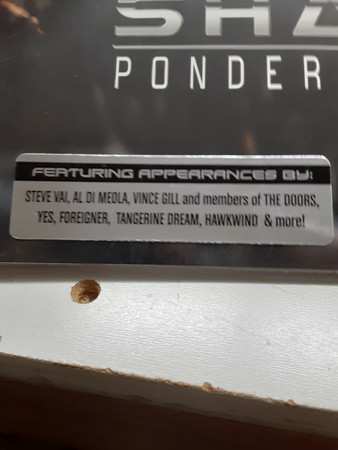 PONDER
FEATURING APPEARANCES BY:
STEVE VAI, AL DI MEOLA, VINCE GILL and members of THE DOORS,
YES, FOREIGNER, TANGERINE DREAM, HAWKWIND & more!